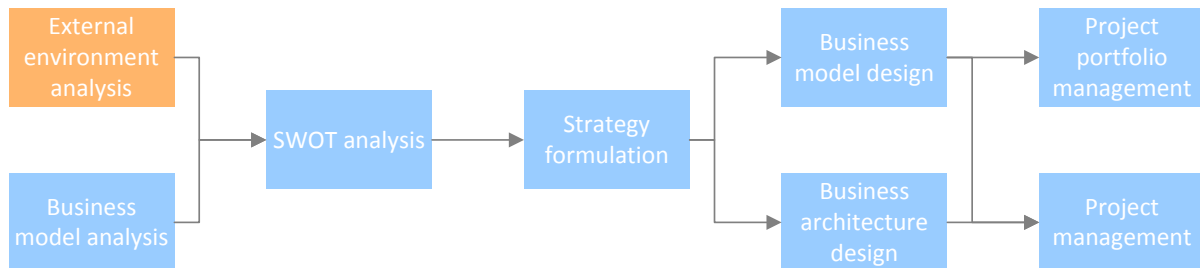 External
environment
analysis
Business
model analysis
SWOT analysis
Strategy
formulation
Business
model design
Business
architecture
design
Project
portfolio
management
Project
management